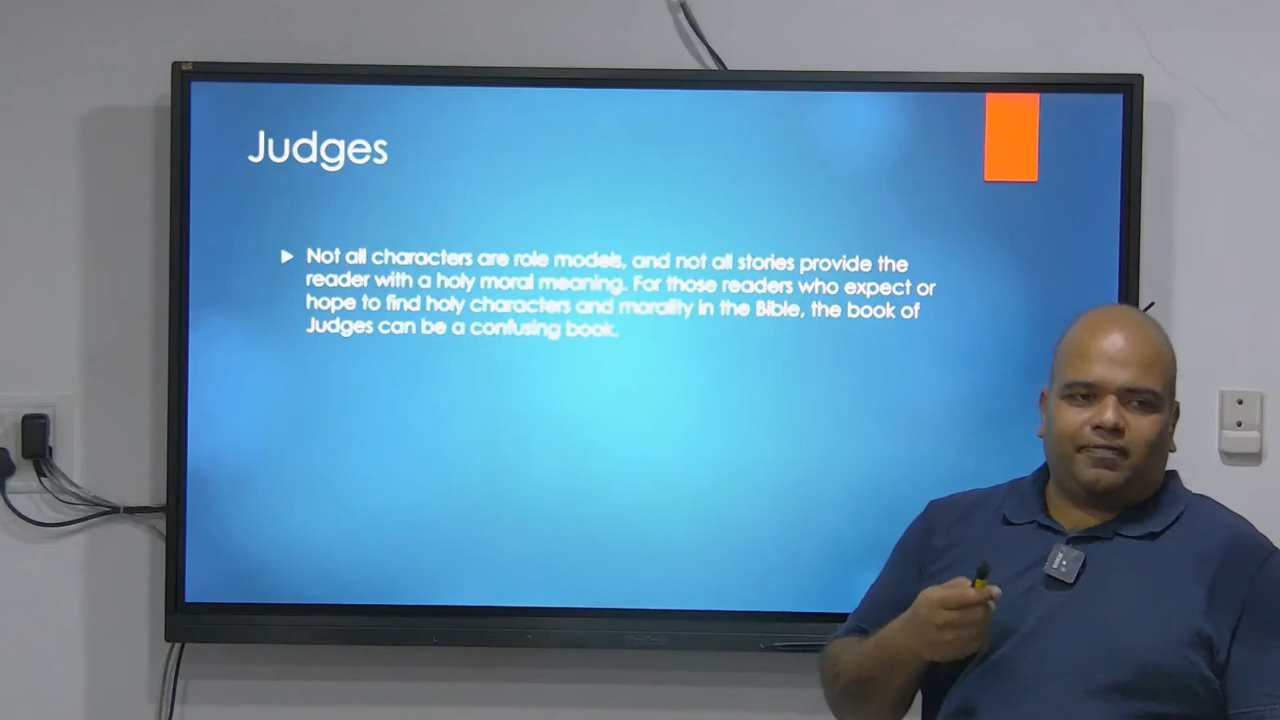 Judges
Not all characters are role models, and not all stories provide the
reader with a holy moral meaning. For those readers who expect or
hope to find holy characters and morality in the Bible, the book of
Judges can be a confusing book.